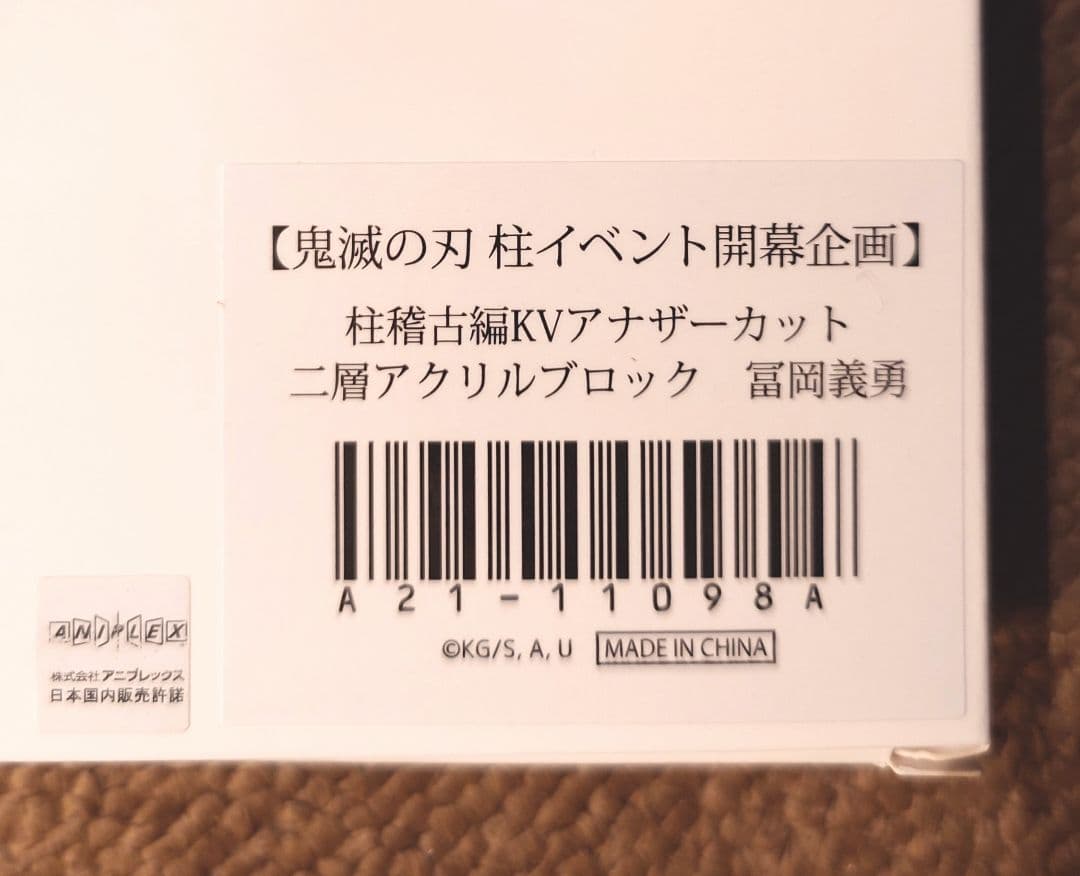 【鬼滅の刃 柱イベント開幕企画】
柱稽古編KVアナザーカット
二層アクリルブロック　冨岡義勇
A21-11098A
©KG/S, A, U MADE IN CHINA
ANIPLEX
株式会社アニプレックス
日本国内販売許諾